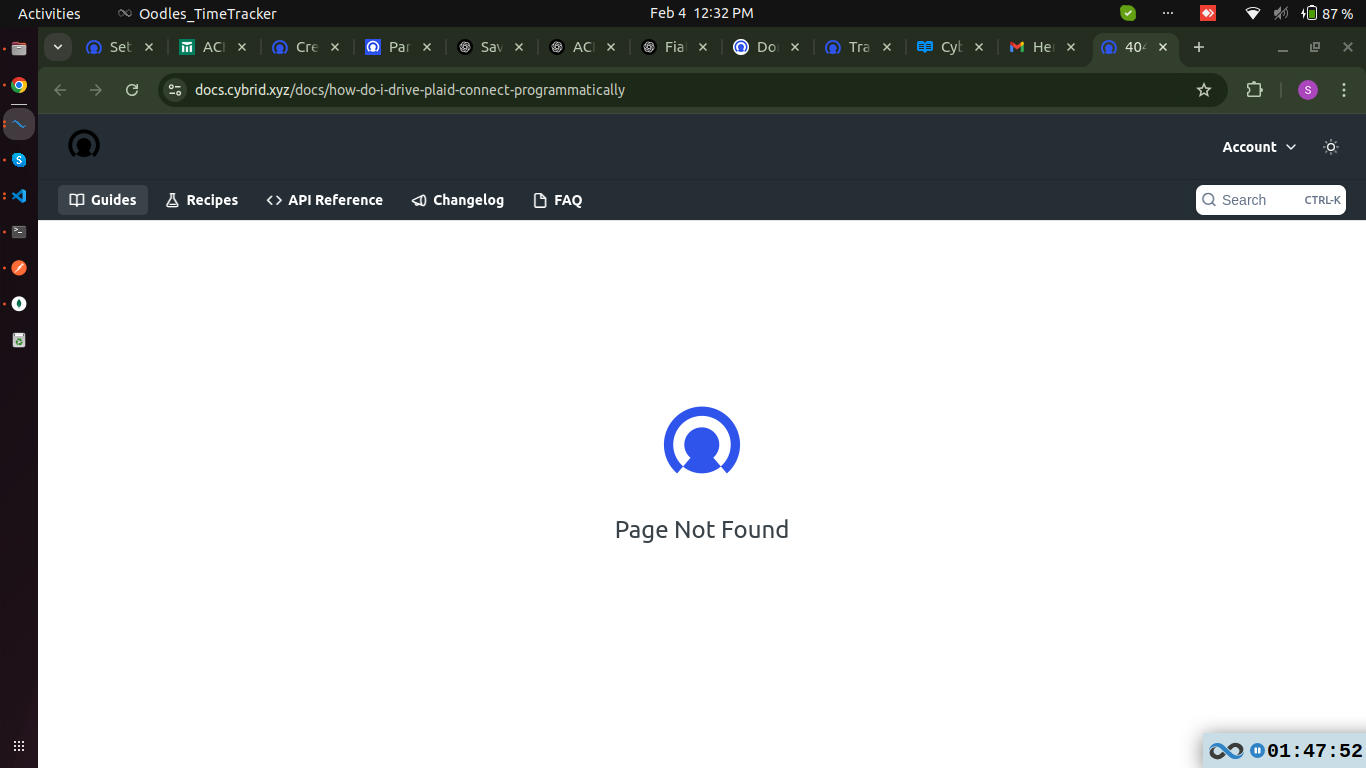 Activities
Oodles_TimeTracker
Feb 4 12:32 PM
87 %
Set
ACI
Cre
Par
Sav
ACI
Fia
Do
Tra
Cyb
He
404
docs.cybrid.xyz/docs/how-do-i-drive-plaid-connect-programmatically
S
Account
Guides
Recipes
API Reference
Changelog
FAQ
Search
CTRL-K
Page Not Found
01:47:52